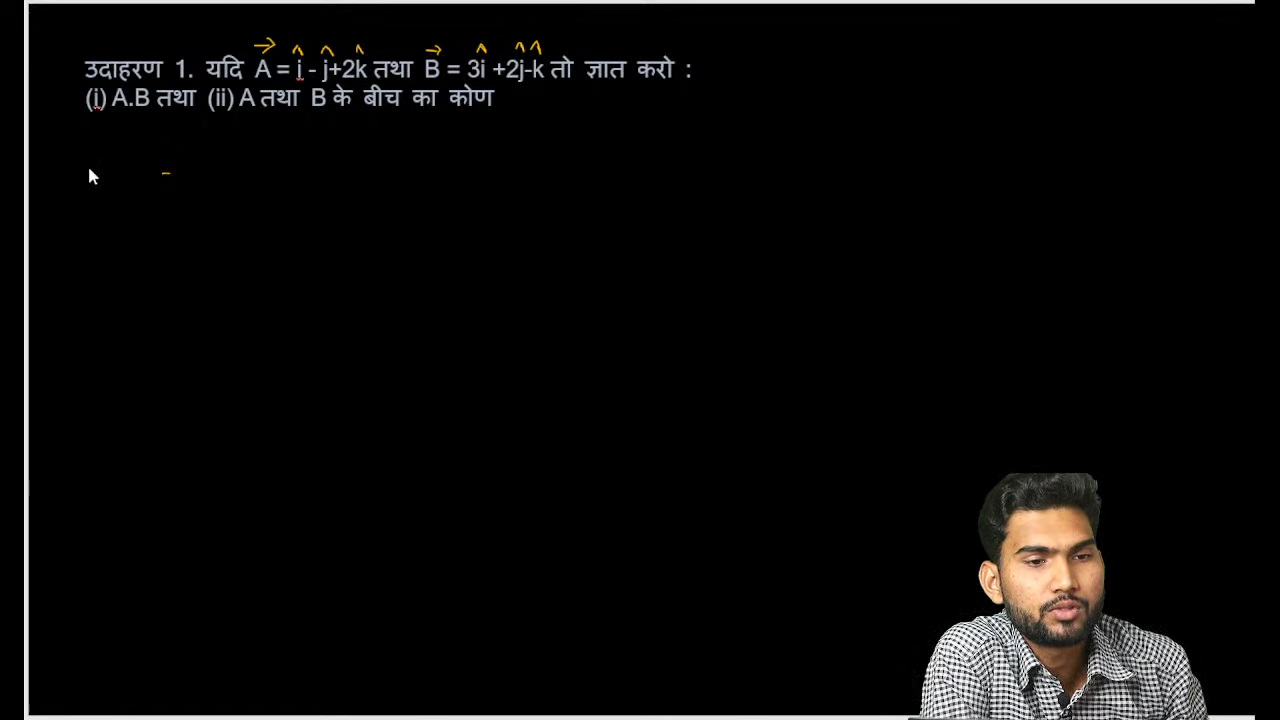 उदाहरण 1. यदि A = i - j+2k तथा B = 3i +2j-k तो ज्ञात करो :
(i) A.B तथा (ii) A तथा B के बीच का कोण